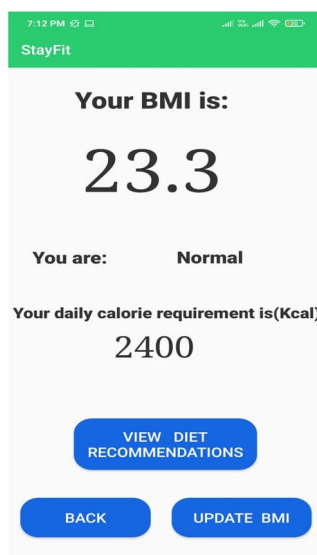 7:12 PM
StayFit
Your BMI is:
23.3
You are: Normal
Your daily calorie requirement is(Kcal)
2400
VIEW DIET
RECOMMENDATIONS
BACK UPDATE BMI